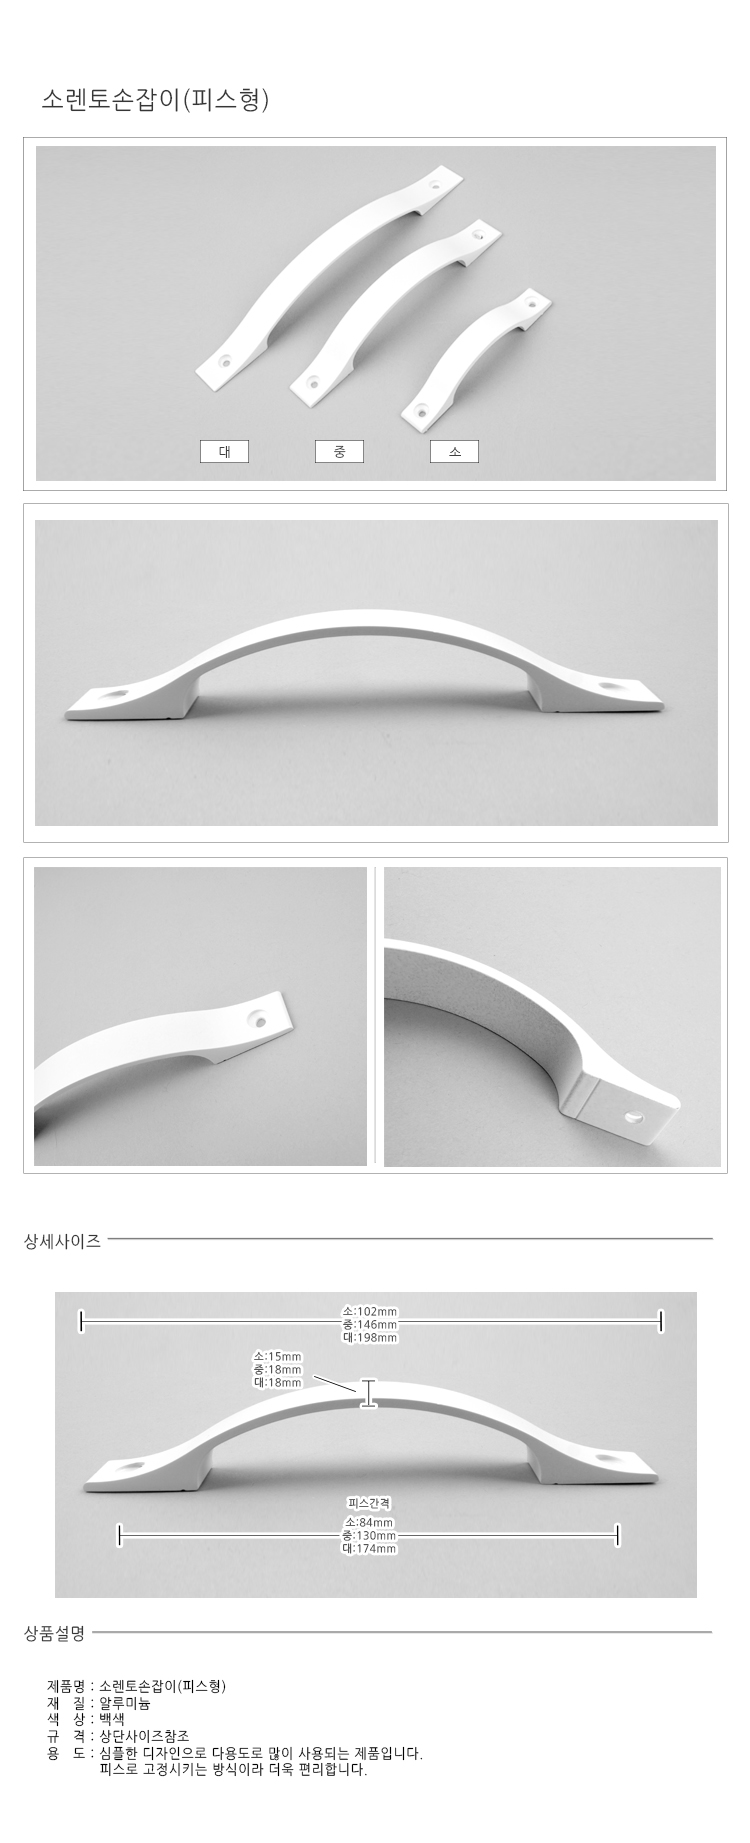 소렌토손잡이(피스형)
대
중
소
상세사이즈
소:102mm
중:146mm
대:198mm
소:15mm
중:18mm
대:18mm
피스간격
소:84mm
중:130mm
대:174mm
상품설명
제품명 : 소렌토손잡이(피스형)
재 질 : 알루미늄
색 상 : 백색
규 격 : 상단사이즈참조
용 도 : 심플한 디자인으로 다용도로 많이 사용되는 제품입니다.
피스로 고정시키는 방식이라 더욱 편리합니다.